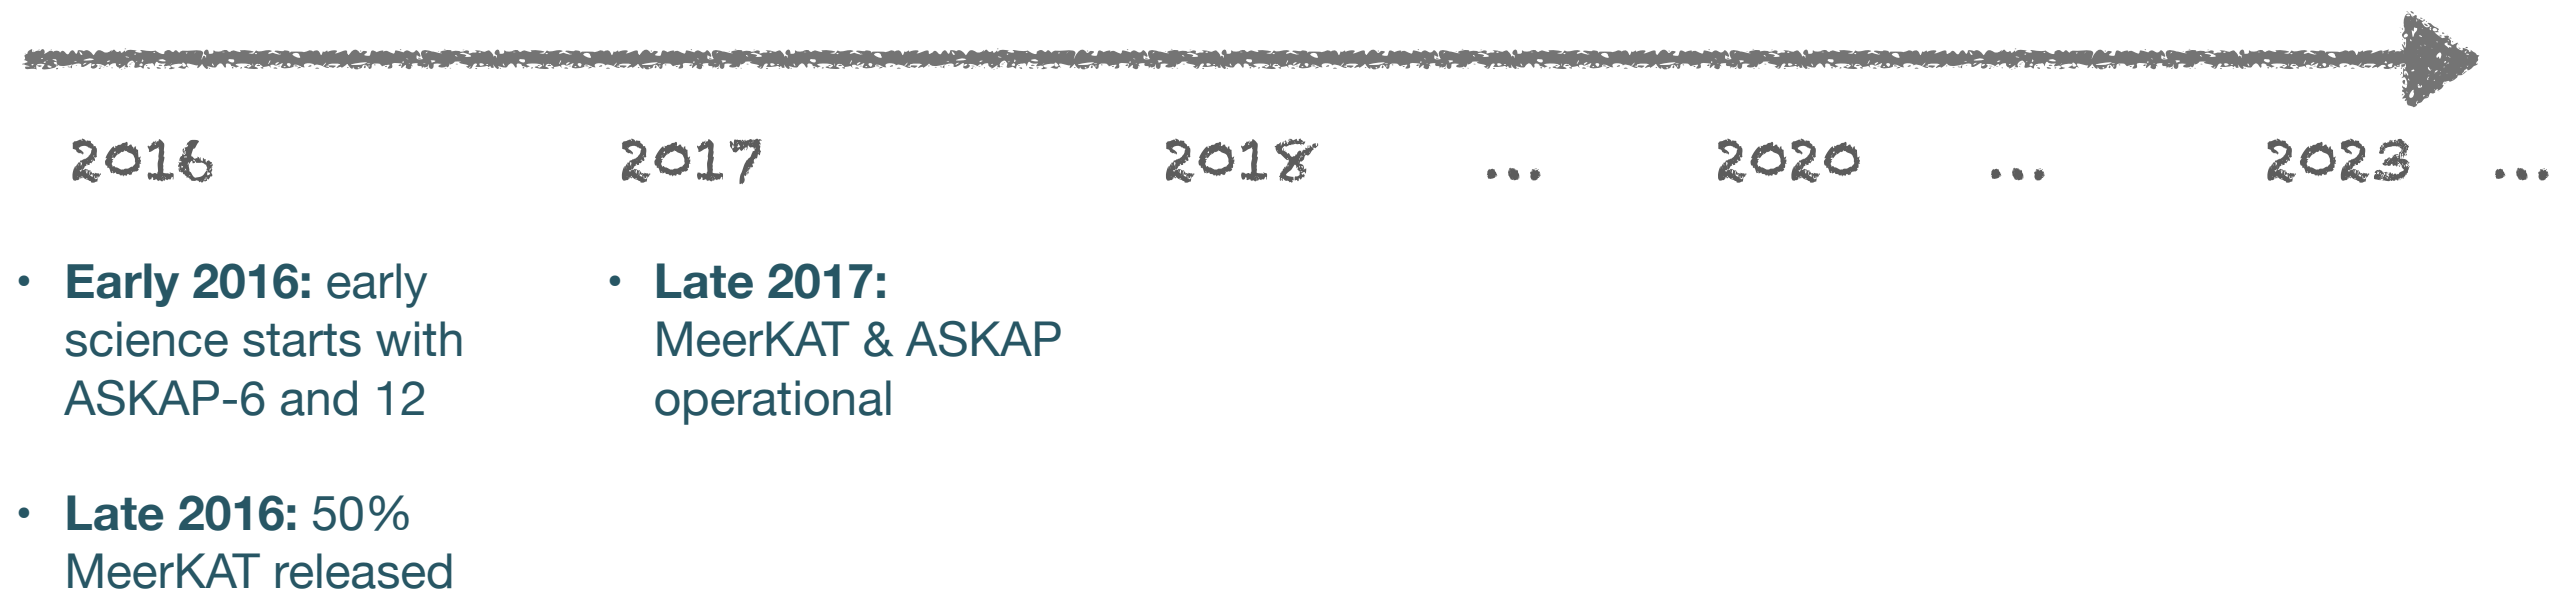 2016 2017 2018 ... 2020 ... 2023 ...
• Early 2016: early
science starts with
ASKAP-6 and 12
• Late 2016: 50%
MeerKAT released
• Late 2017:
MeerKAT & ASKAP
operational